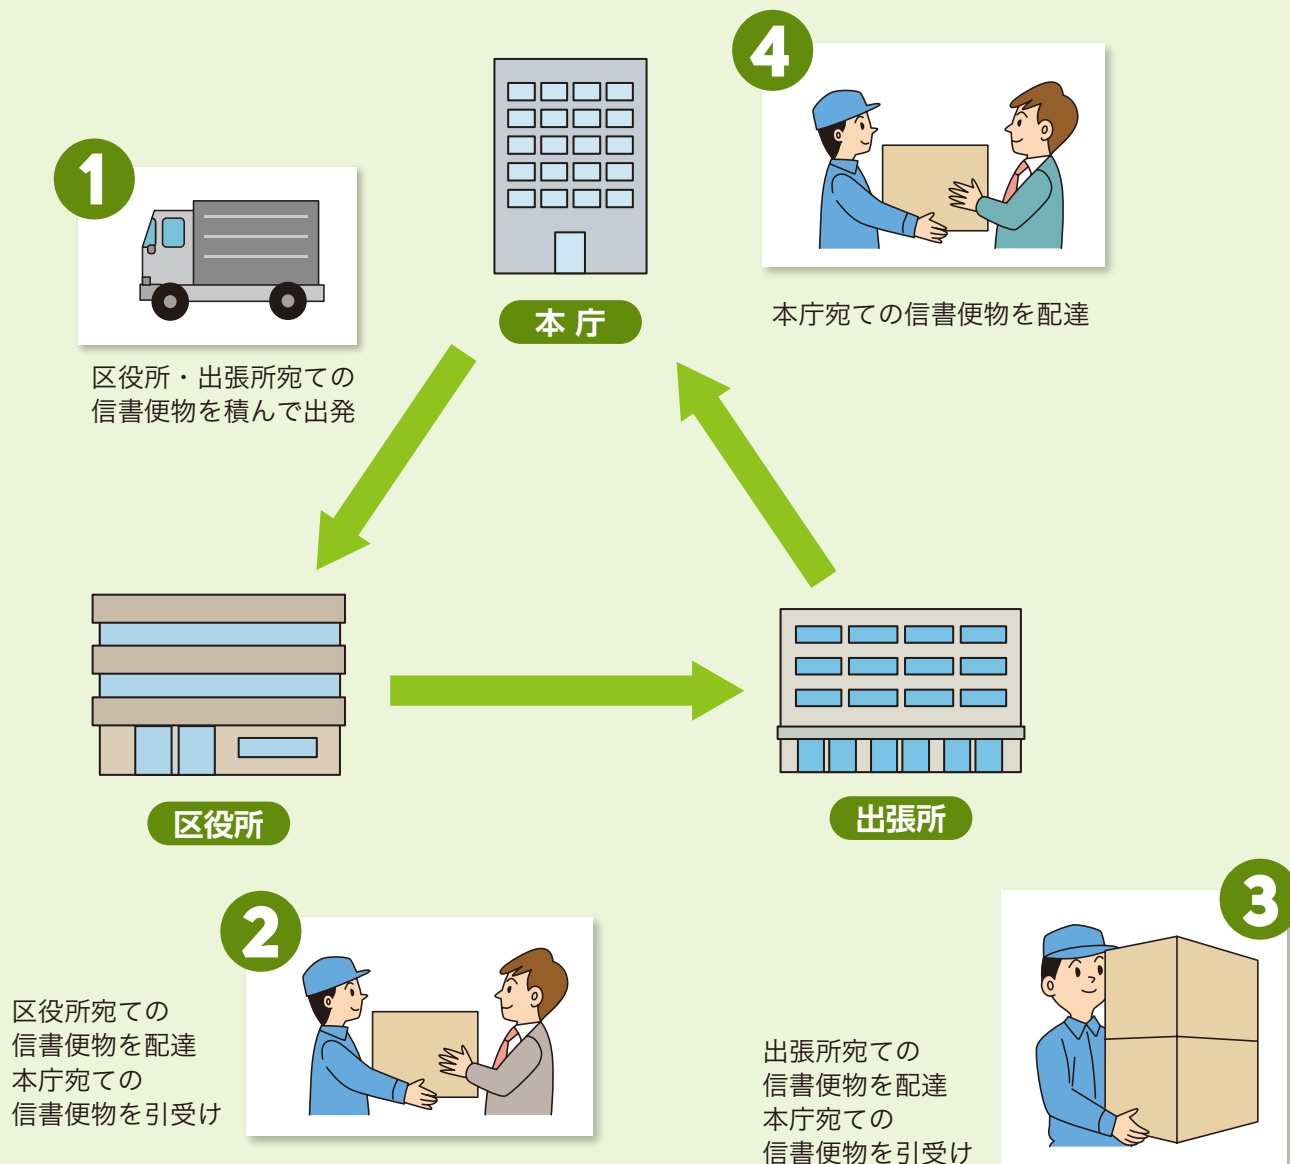 1
区役所・出張所宛ての
信書便物を積んで出発
本庁
4
本庁宛ての信書便物を配達
区役所
出張所
2
区役所宛ての
信書便物を配達
本庁宛ての
信書便物を引受け
3
出張所宛ての
信書便物を配達
本庁宛ての
信書便物を引受け